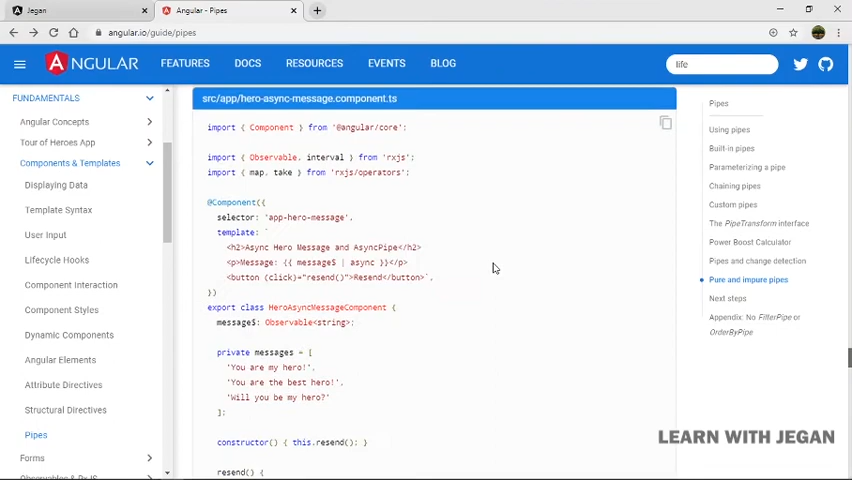 Jegan
Angular - Pipes
angular.io/guide/pipes
ANGULAR
FEATURES
DOCS
RESOURCES
EVENTS
BLOG
life
FUNDAMENTALS
Angular Concepts
Tour of Heroes App
Components & Templates
Displaying Data
Template Syntax
User Input
Lifecycle Hooks
Component Interaction
Component Styles
Dynamic Components
Angular Elements
Attribute Directives
Structural Directives
Pipes
Forms
Observables & RxJS
src/app/hero-async-message.component.ts
import { Component } from '@angular/core';
import { Observable, interval } from 'rxjs';
import { map, take } from 'rxjs/operators';
@Component({
selector: 'app-hero-message',
template: `
<h2>Async Hero Message and AsyncPipe</h2>
<p>Message: {{ message$ | async }}</p>
<button (click)="resend()">Resend</button>`,
})
export class HeroAsyncMessageComponent {
message$: Observable<string>;
private messages = [
'You are my hero!',
'You are the best hero!',
'Will you be my hero?'
];
constructor() { this.resend(); }
resend() {
Pipes
Using pipes
Built-in pipes
Parameterizing a pipe
Chaining pipes
Custom pipes
The PipeTransform interface
Power Boost Calculator
Pipes and change detection
Pure and impure pipes
Next steps
Appendix: No FilterPipe or
OrderByPipe
LEARN WITH JEGAN